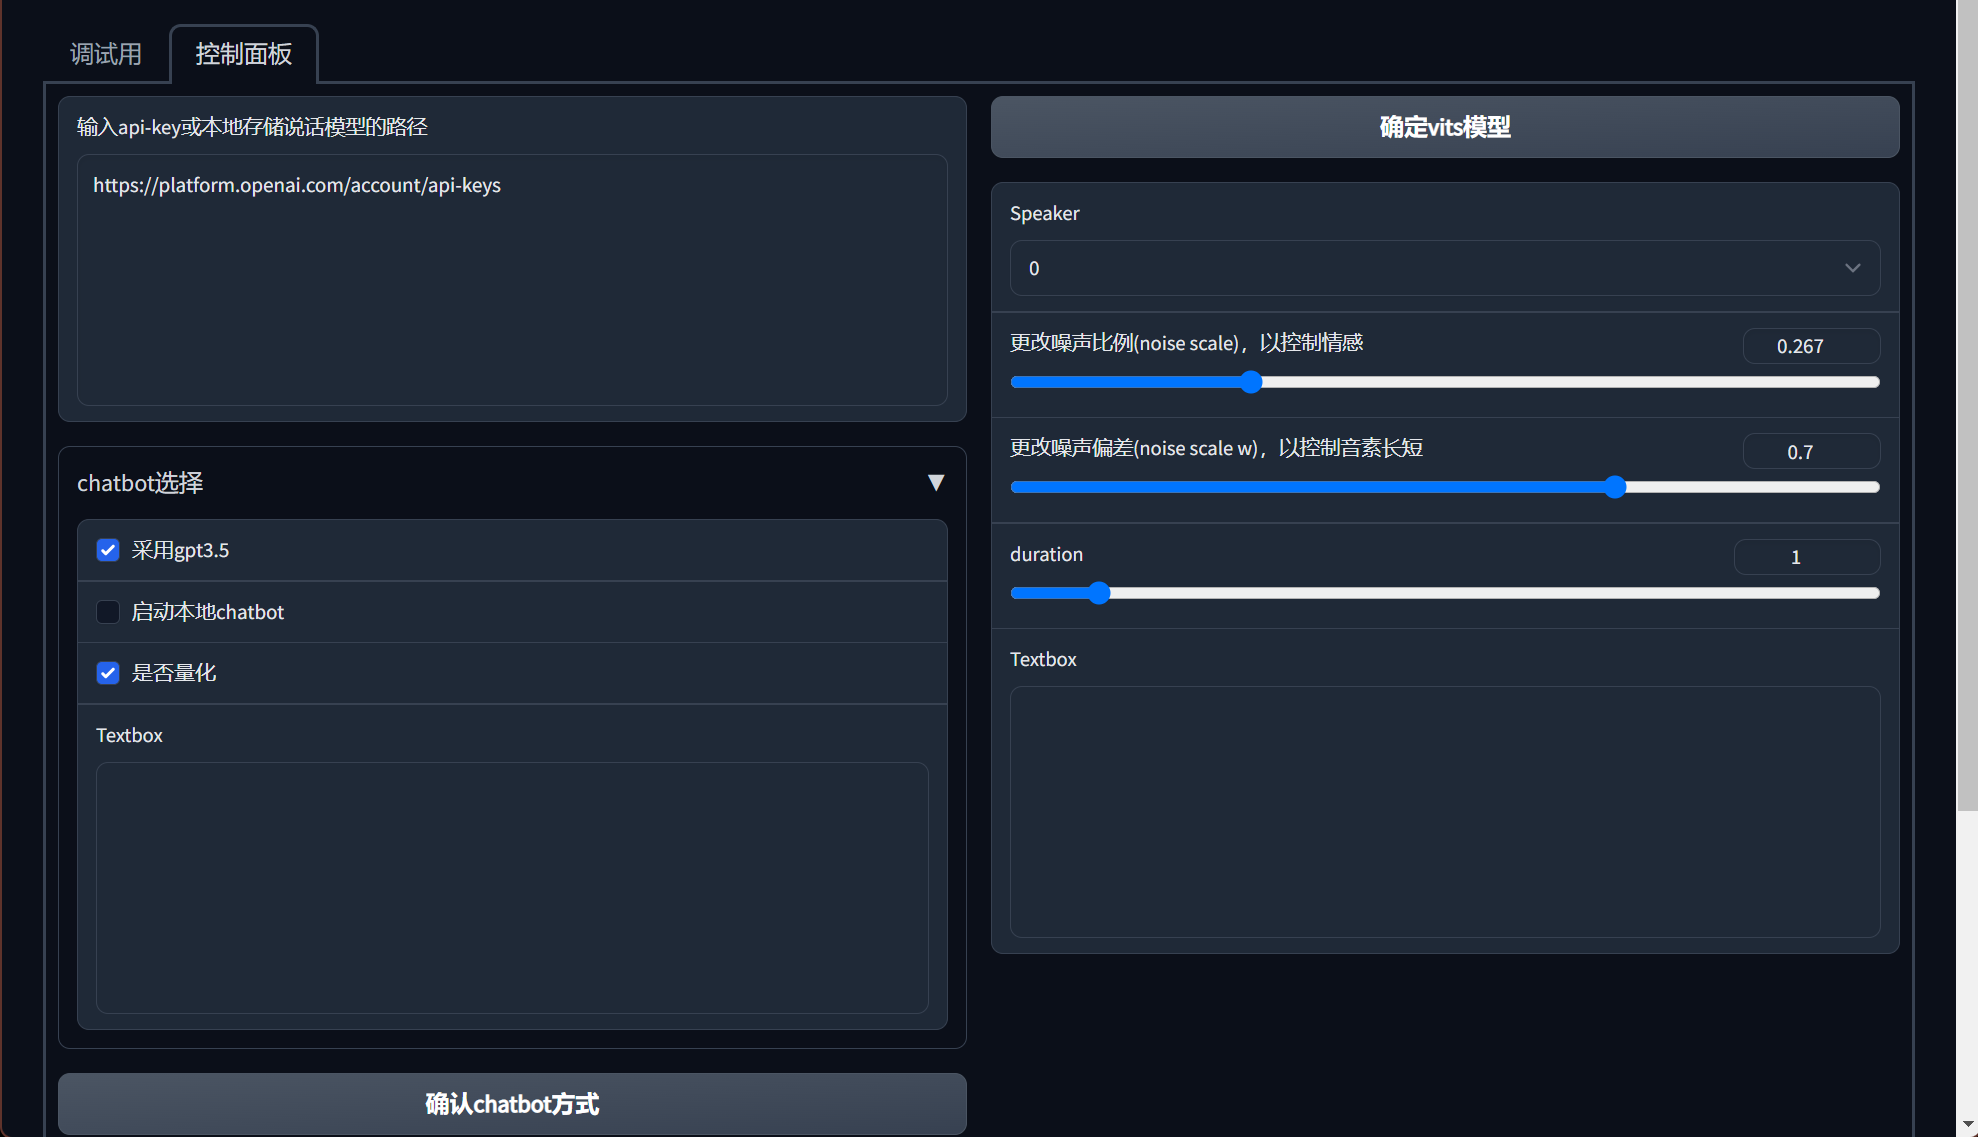 调试用
控制面板
输入api-key或本地存储说话模型的路径
https://platform.openai.com/account/api-keys
chatbot选择
采用gpt3.5
启动本地chatbot
是否量化
Textbox
确认chatbot方式
确定vits模型
Speaker
0
更改噪声比例(noise scale)，以控制情感
0.267
更改噪声偏差(noise scale w)，以控制音素长短
0.7
duration
1
Textbox